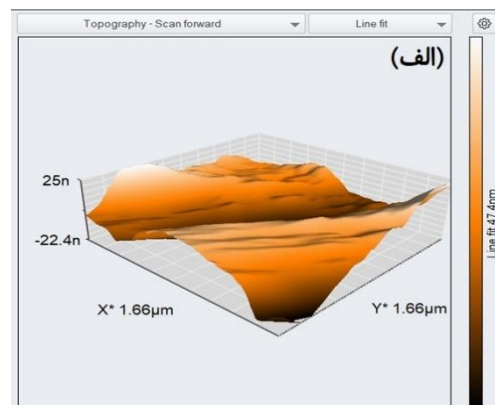 Topography - Scan forward
Line fit
(الف)
25n
-22.4n
X* 1.66µm
Y* 1.66µm
Line fit 47.4nm